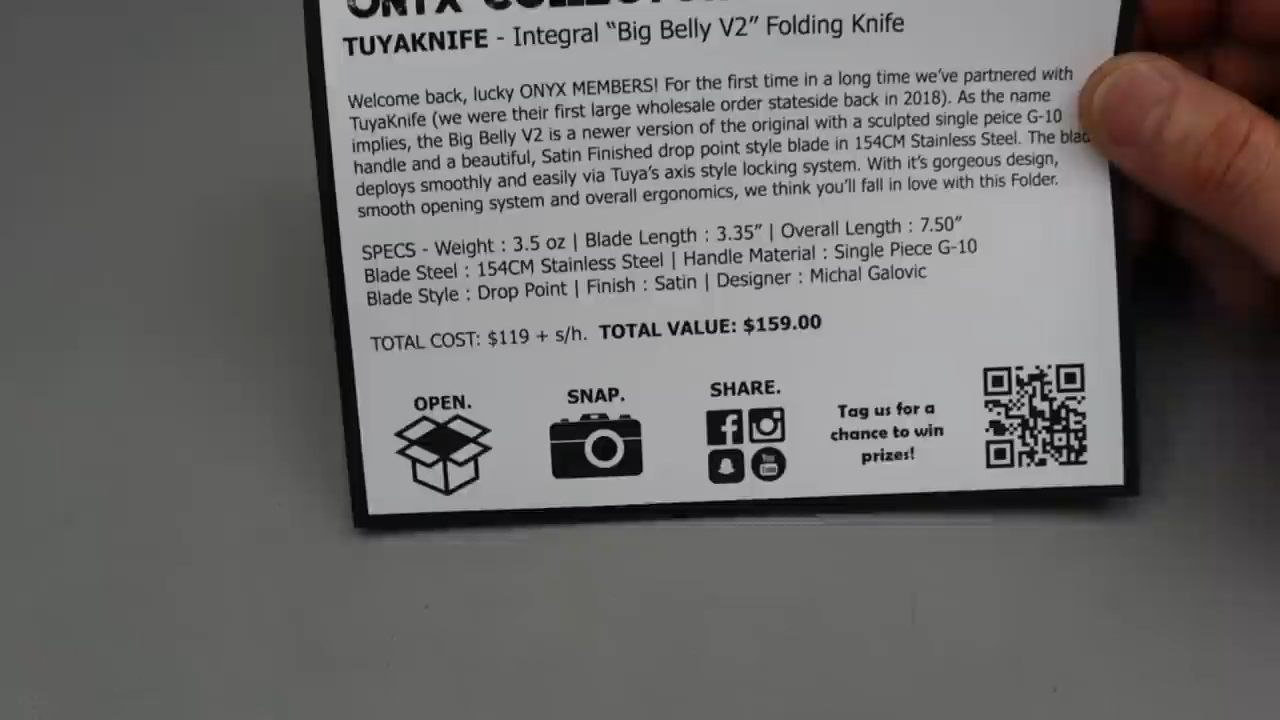 ONYX
TUYAKNIFE - Integral “Big Belly V2” Folding Knife
Welcome back, lucky ONYX MEMBERS! For the first time in a long time we’ve partnered with
TuyaKnife (we were their first large wholesale order stateside back in 2018). As the name
implies, the Big Belly V2 is a newer version of the original with a sculpted single peice G-10
handle and a beautiful, Satin Finished drop point style blade in 154CM Stainless Steel. The
deploys smoothly and easily via Tuya’s axis style locking system. With it’s gorgeous design,
smooth opening system and overall ergonomics, we think you’ll fall in love with this Folder.
SPECS - Weight : 3.5 oz | Blade Length : 3.35” | Overall Length : 7.50”
Blade Steel : 154CM Stainless Steel | Handle Material : Single Piece G-10
Blade Style : Drop Point | Finish : Satin | Designer : Michal Galovic
TOTAL COST: $119 + s/h. TOTAL VALUE: $159.00
OPEN.
SNAP.
SHARE.
You
Tube
Tag us for a
chance to win
prizes!